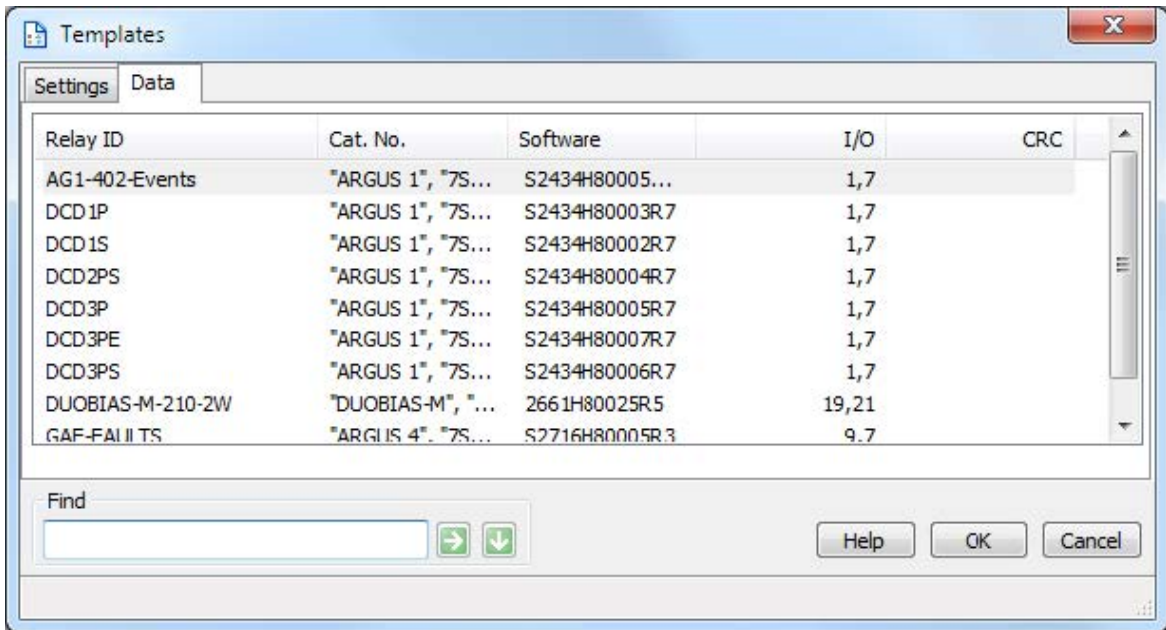 Templates
Settings Data
Relay ID Cat. No. Software I/O CRC
AG1-402-Events "ARGUS 1", "7S... S2434H80005... 1,7
DCD1P "ARGUS 1", "7S... S2434H80003R7 1,7
DCD1S "ARGUS 1", "7S... S2434H80002R7 1,7
DCD2PS "ARGUS 1", "7S... S2434H80004R7 1,7
DCD3P "ARGUS 1", "7S... S2434H80005R7 1,7
DCD3PE "ARGUS 1", "7S... S2434H80007R7 1,7
DCD3PS "ARGUS 1", "7S... S2434H80006R7 1,7
DUOBIAS-M-210-2W "DUOBIAS-M", "... 2661H80025R5 19,21
GAF-FAULTS "ARGUS 4", "7S... S2716H80005R3 9,7
Find
Help OK Cancel